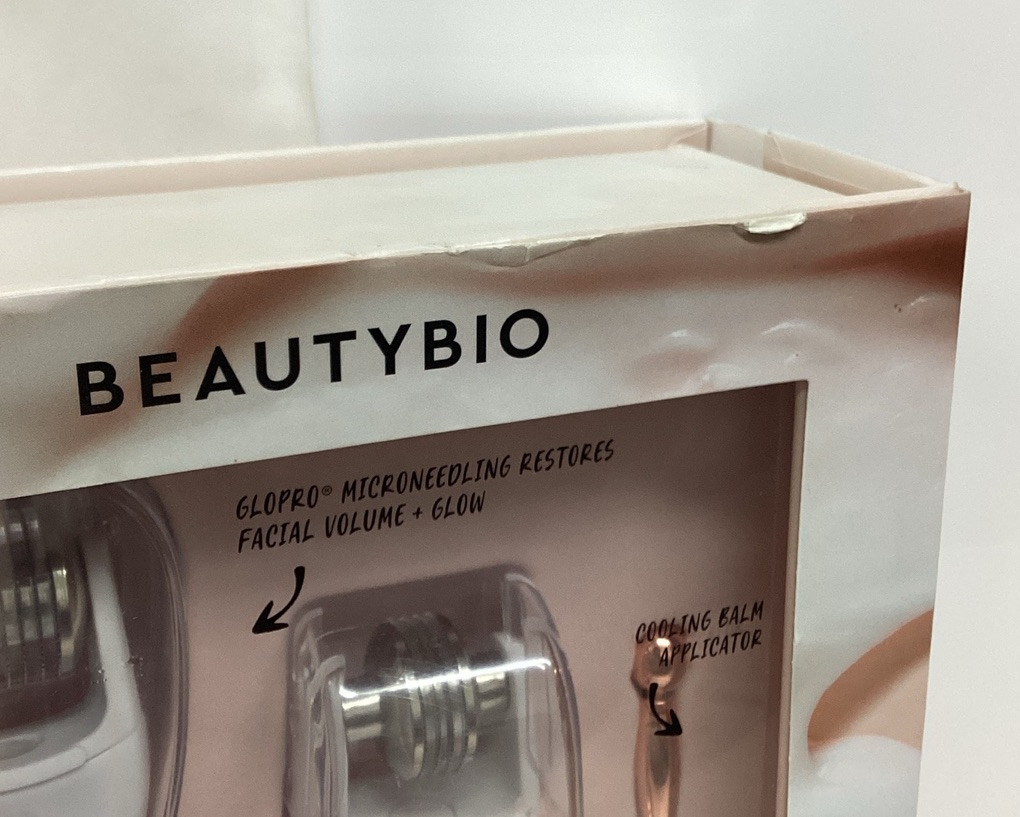 BEAUTYBIO
GLOPRO® MICRONEEDLING RESTORES
FACIAL VOLUME + GLOW
COOLING BALM
APPLICATOR